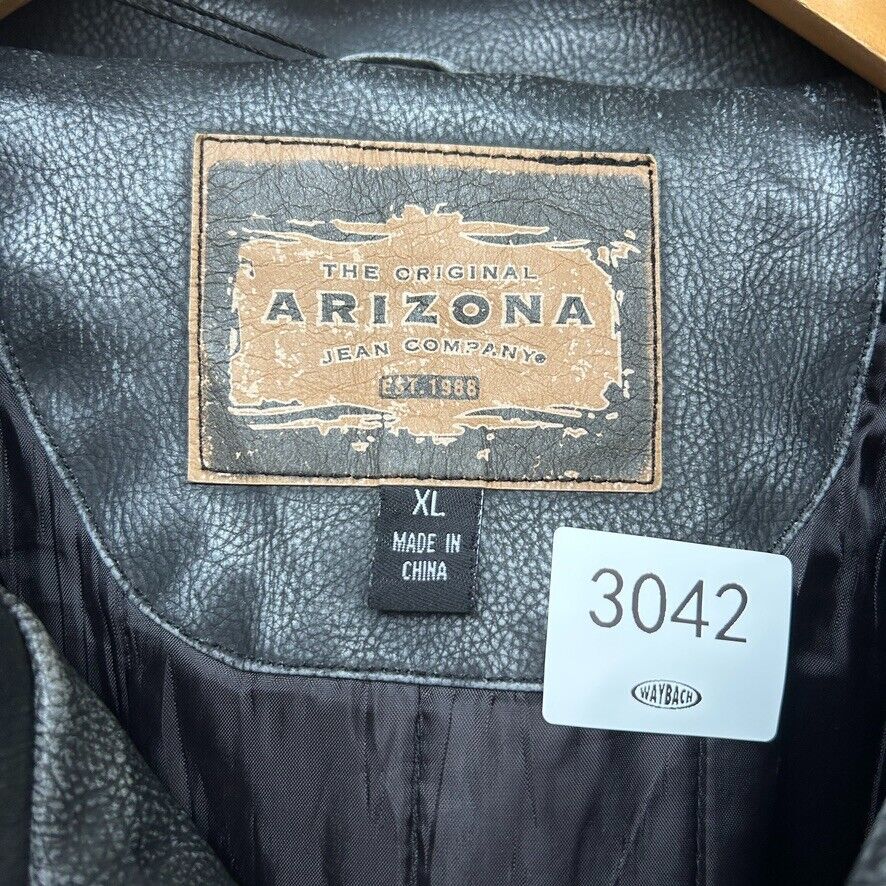 THE ORIGINAL
ARIZONA
JEAN COMPANY®
EST. 1988
XL
MADE IN
CHINA
3042
WAYBACH